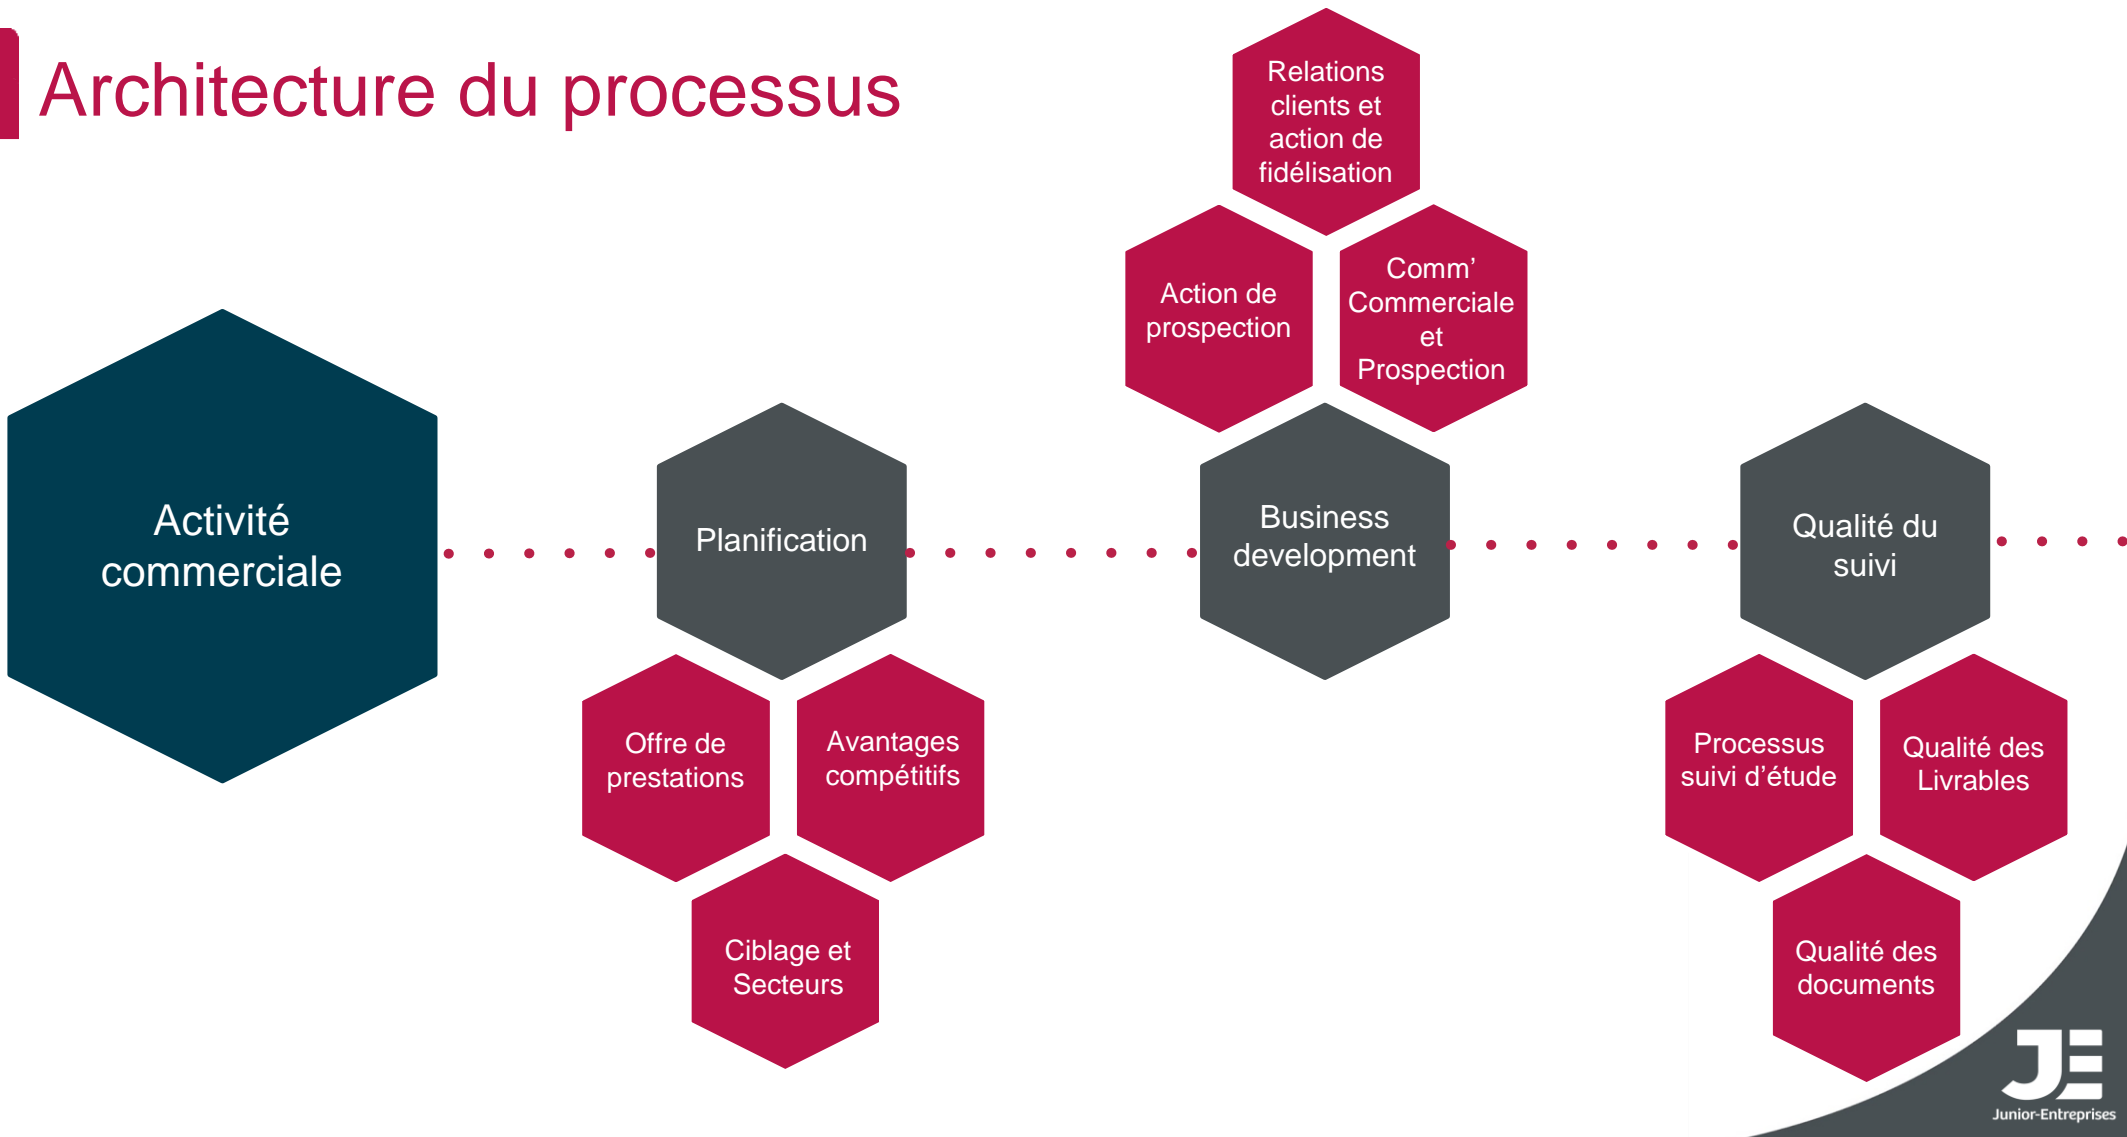 Architecture du processus
Relations
clients et
action de
fidélisation
Action de
prospection
Comm’
Commerciale
et
Prospection
Activité
commerciale
Planification
Business
development
Qualité du
suivi
Offre de
prestations
Avantages
compétitifs
Ciblage et
Secteurs
Processus
suivi d’étude
Qualité des
Livrables
Qualité des
documents
JE
Junior-Entreprises